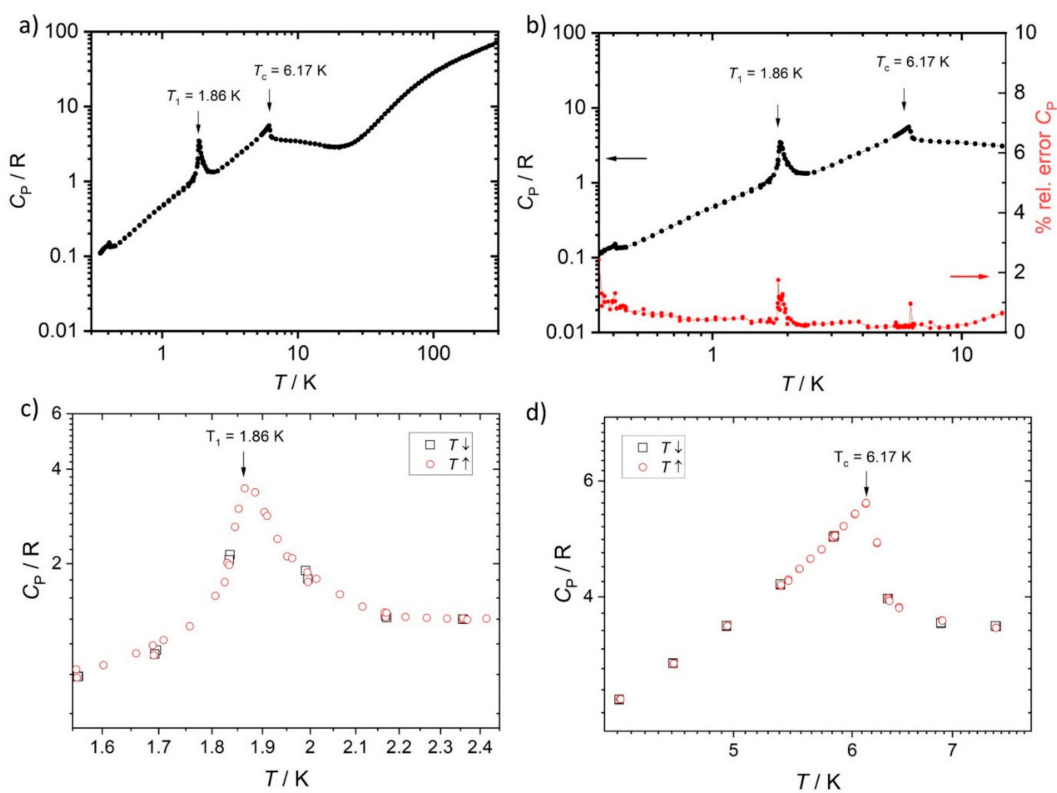 a)
100
10
1
0.1
0.01
C_P / R
T_1 = 1.86 K
T_c = 6.17 K
1
10
100
T / K
b)
100
10
1
0.1
0.01
C_P / R
T_1 = 1.86 K
T_c = 6.17 K
10
8
6
4
2
0
% rel. error C_P
1
10
T / K
c)
6
4
2
C_P / R
T_1 = 1.86 K
T ↓
T ↑
1.6
1.7
1.8
1.9
2
2.1
2.2
2.3
2.4
T / K
d)
6
4
C_P / R
T ↓
T ↑
T_c = 6.17 K
5
6
7
T / K